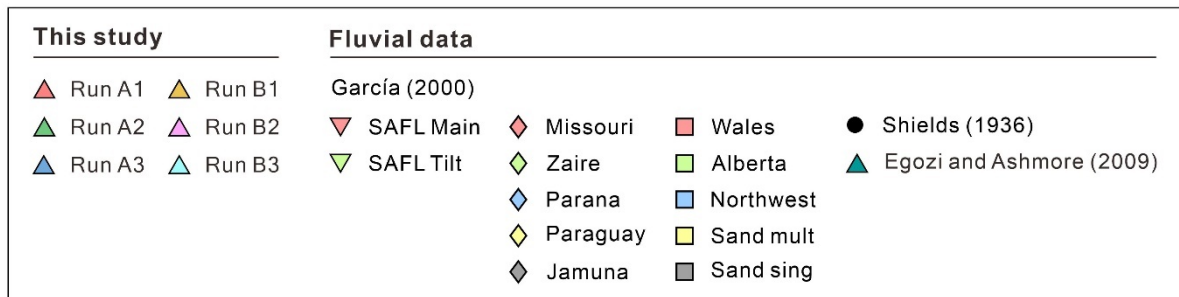 This study Fluvial data
Run A1 Run B1 García (2000)
Run A2 Run B2 SAFL Main Missouri Wales Shields (1936)
Run A3 Run B3 SAFL Tilt Zaire Alberta Egozi and Ashmore (2009)
Parana Northwest
Paraguay Sand mult
Jamuna Sand sing